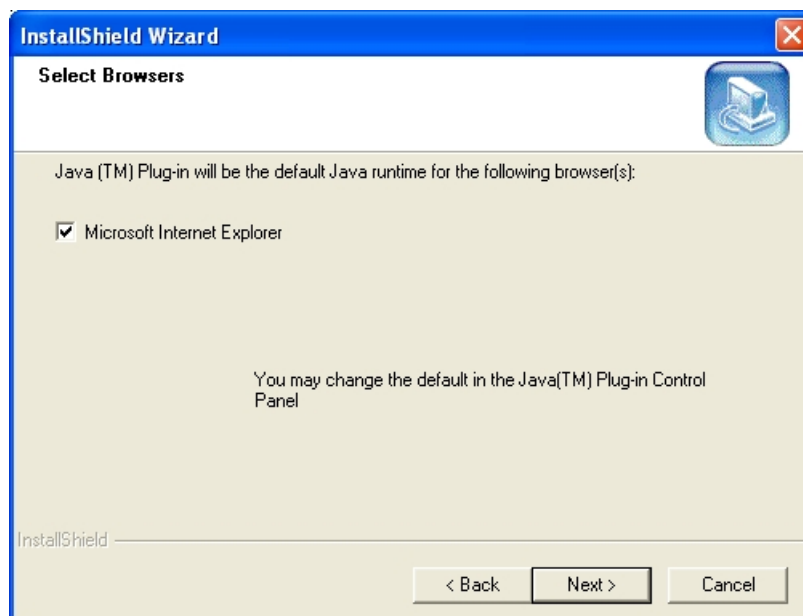 InstallShield Wizard
Select Browsers
Java (TM) Plug-in will be the default Java runtime for the following browser(s):
Microsoft Internet Explorer
You may change the default in the Java(TM) Plug-in Control
Panel
InstallShield
< Back Next > Cancel